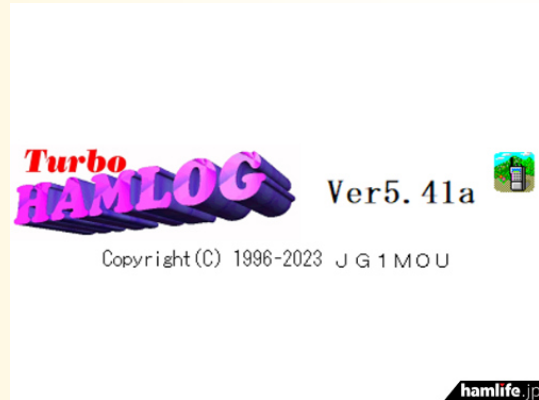 Turbo
HAMLOG
Ver5.41a
Copyright(C) 1996-2023 ＪＧ１ＭＯＵ
hamlife.jp